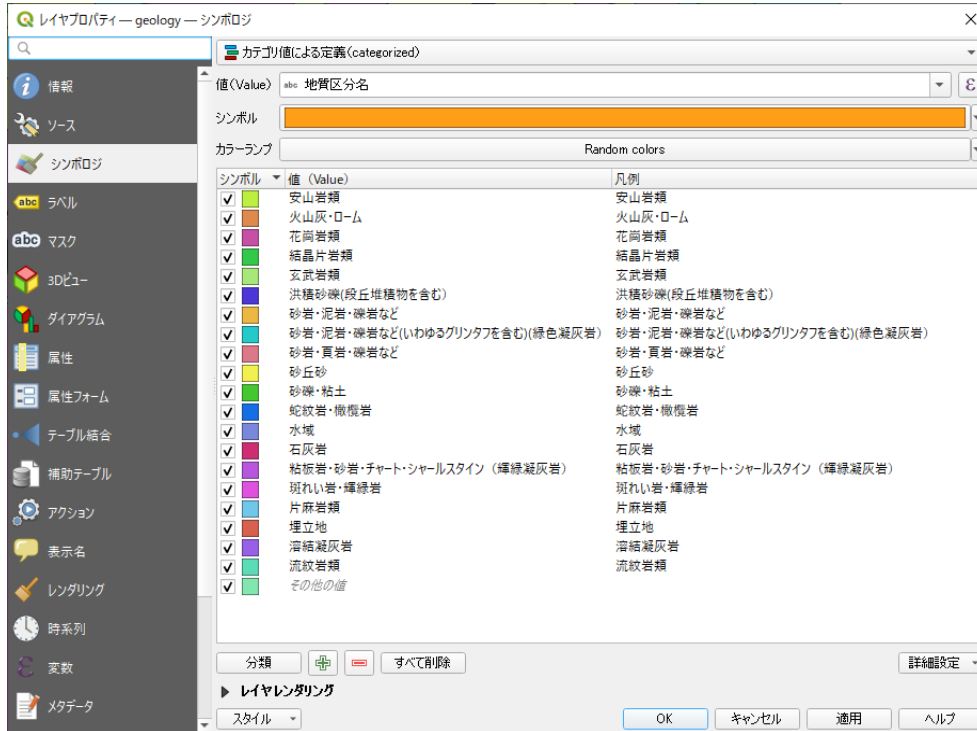 レイヤプロパティ — geology — シンボロジ
カテゴリ値による定義(categorized)
情報
ソース
シンボロジ
abc ラベル
abc マスク
3Dビュー
ダイアグラム
属性
属性フォーム
テーブル結合
補助テーブル
アクション
表示名
レンダリング
時系列
ε 変数
メタデータ
値(Value) abc 地質区分名 ε
シンボル
カラーランプ Random colors
シンボル 値 (Value) 凡例
安山岩類 安山岩類
火山灰・ローム 火山灰・ローム
花崗岩類 花崗岩類
結晶片岩類 結晶片岩類
玄武岩類 玄武岩類
洪積砂礫(段丘堆積物を含む) 洪積砂礫(段丘堆積物を含む)
砂岩・泥岩・礫岩など 砂岩・泥岩・礫岩など
砂岩・泥岩・礫岩など(いわゆるグリンタフを含む)(緑色凝灰岩) 砂岩・泥岩・礫岩など(いわゆるグリンタフを含む)(緑色凝灰岩)
砂岩・頁岩・礫岩など 砂岩・頁岩・礫岩など
砂丘砂 砂丘砂
砂礫・粘土 砂礫・粘土
蛇紋岩・橄欖岩 蛇紋岩・橄欖岩
水域 水域
石灰岩 石灰岩
粘板岩・砂岩・チャート・シャールスタイン（輝緑凝灰岩） 粘板岩・砂岩・チャート・シャールスタイン（輝緑凝灰岩）
斑れい岩・輝緑岩 斑れい岩・輝緑岩
片麻岩類 片麻岩類
埋立地 埋立地
溶結凝灰岩 溶結凝灰岩
流紋岩類 流紋岩類
その他の値
分類 すべて削除 詳細設定
レイヤレンダリング
スタイル OK キャンセル 適用 ヘルプ